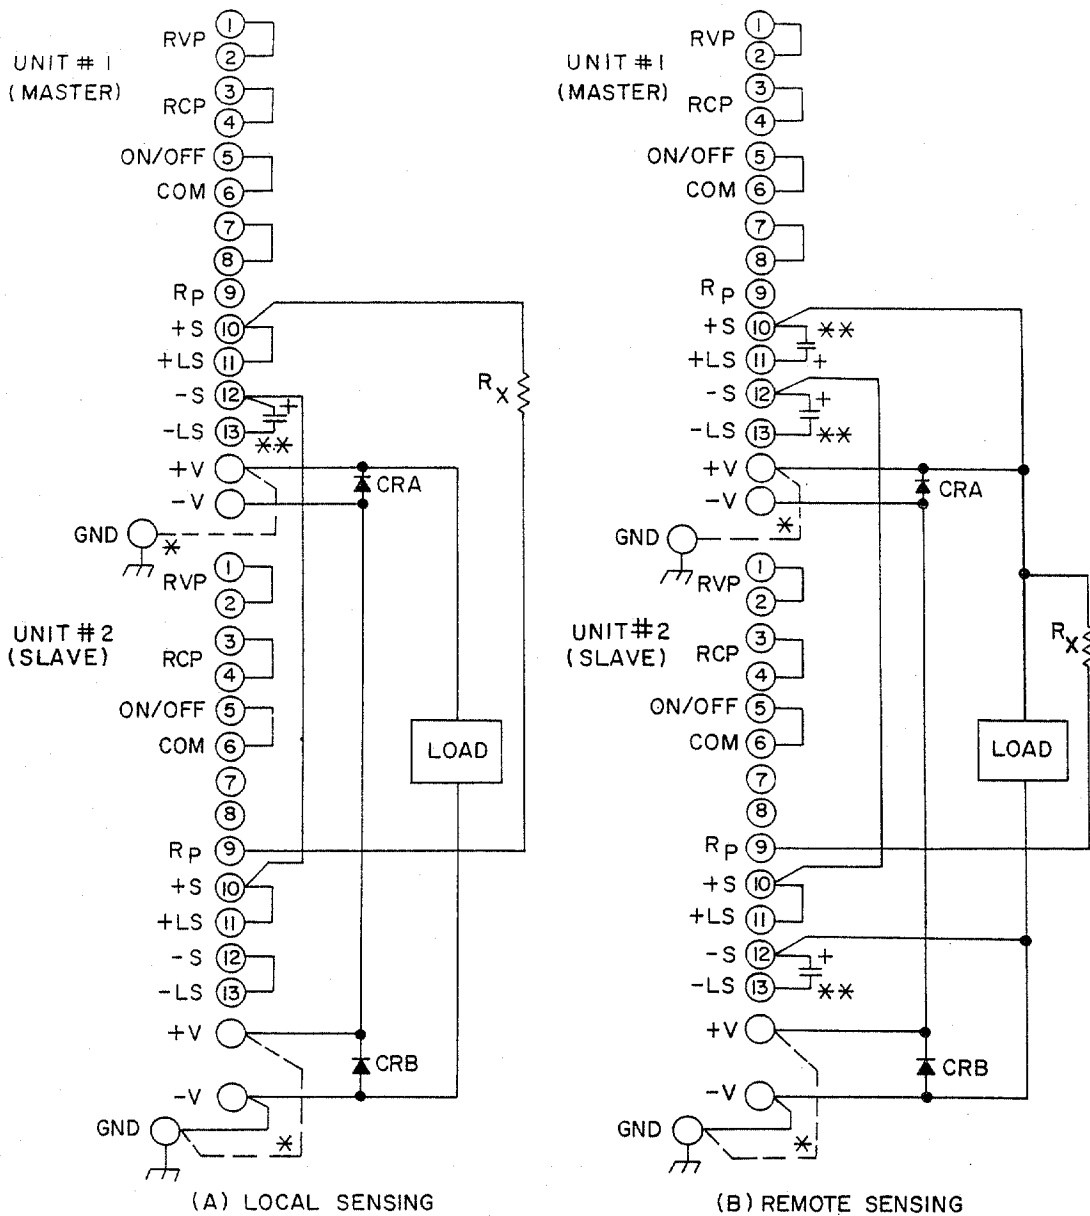 RVP 1
2
UNIT # 1
(MASTER)
RCP 3
4
ON/OFF 5
COM 6
7
8
RP 9
+S 10
+LS 11
-S 12
+
-LS 13
**
RX
+V
-V
CRA
GND
*
RVP 1
2
UNIT #2
(SLAVE)
RCP 3
4
ON/OFF 5
COM 6
LOAD
7
8
RP 9
+S 10
+LS 11
-S 12
-LS 13
+V
CRB
-V
GND
*
(A) LOCAL SENSING
RVP 1
2
UNIT #1
(MASTER)
RCP 3
4
ON/OFF 5
COM 6
7
8
RP 9
+S 10
**
+LS 11
+
-S 12
+
-LS 13
**
+V
-V
CRA
*
GND
RVP 1
2
UNIT #2
(SLAVE)
RX
RCP 3
4
ON/OFF 5
COM 6
LOAD
7
8
RP 9
+S 10
+LS 11
-S 12
+
-LS 13
**
+V
CRB
-V
GND
*
(B) REMOTE SENSING